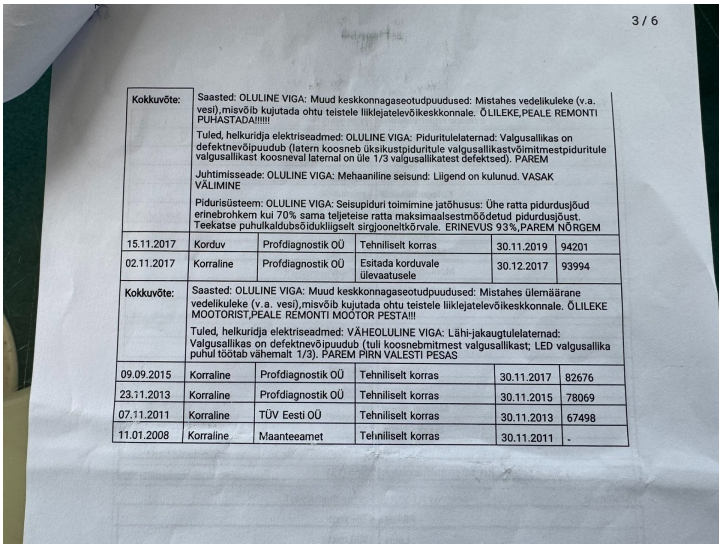 3 / 6
Kokkuvõte: Saasted: OLULINE VIGA: Muud keskkonnagaseotudpuudused: Mistahes vedelikuleke (v.a.
vesi),misvõib kujutada ohtu teistele liiklejatelevõikeskkonnale. ÕLILEKE,PEALE REMONTI
PUHASTADA!!!!!!
Tuled, helkuridja elektriseadmed: OLULINE VIGA: Piduritulelaternad: Valgusallikas on
defektnevõipuudub (latern koosneb üksikustpiduritule valgusallikastvõimitmestpiduritule
valgusallikast koosneval laternal on üle 1/3 valgusallikatest defektsed). PAREM
Juhtimisseade: OLULINE VIGA: Mehaaniline seisund: Liigend on kulunud. VASAK
VÄLIMINE
Pidurisüsteem: OLULINE VIGA: Seisupiduri toimimine jatõhusus: Ühe ratta pidurdusjõud
erinebrohkem kui 70% sama teljeteise ratta maksimaalsestmõõdetud pidurdusjõust.
Teekatse puhulkaldubsõidukliigselt sirgjooneltkõrvale. ERINEVUS 93%,PAREM NÕRGEM
15.11.2017 Korduv Profdiagnostik OÜ Tehniliselt korras 30.11.2019 94201
02.11.2017 Korraline Profdiagnostik OÜ Esitada korduvale 30.12.2017 93994
ülevaatusele
Kokkuvõte: Saasted: OLULINE VIGA: Muud keskkonnagaseotudpuudused: Mistahes ülemäärane
vedelikuleke (v.a. vesi),misvõib kujutada ohtu teistele liiklejatelevõikeskkonnale. ÕLILEKE
MOOTORIST,PEALE REMONTI MOOTOR PESTA!!!
Tuled, helkuridja elektriseadmed: VÄHEOLULINE VIGA: Lähi-jakaugtulelaternad:
Valgusallikas on defektnevõipuudub (tuli koosnebmitmest valgusallikast; LED valgusallika
puhul töötab vähemalt 1/3). PAREM PIRN VALESTI PESAS
09.09.2015 Korraline Profdiagnostik OÜ Tehniliselt korras 30.11.2017 82676
23.11.2013 Korraline Profdiagnostik OÜ Tehniliselt korras 30.11.2015 78069
07.11.2011 Korraline TÜV Eesti OÜ Tehniliselt korras 30.11.2013 67498
11.01.2008 Korraline Maanteeamet Tehniliselt korras 30.11.2011 -